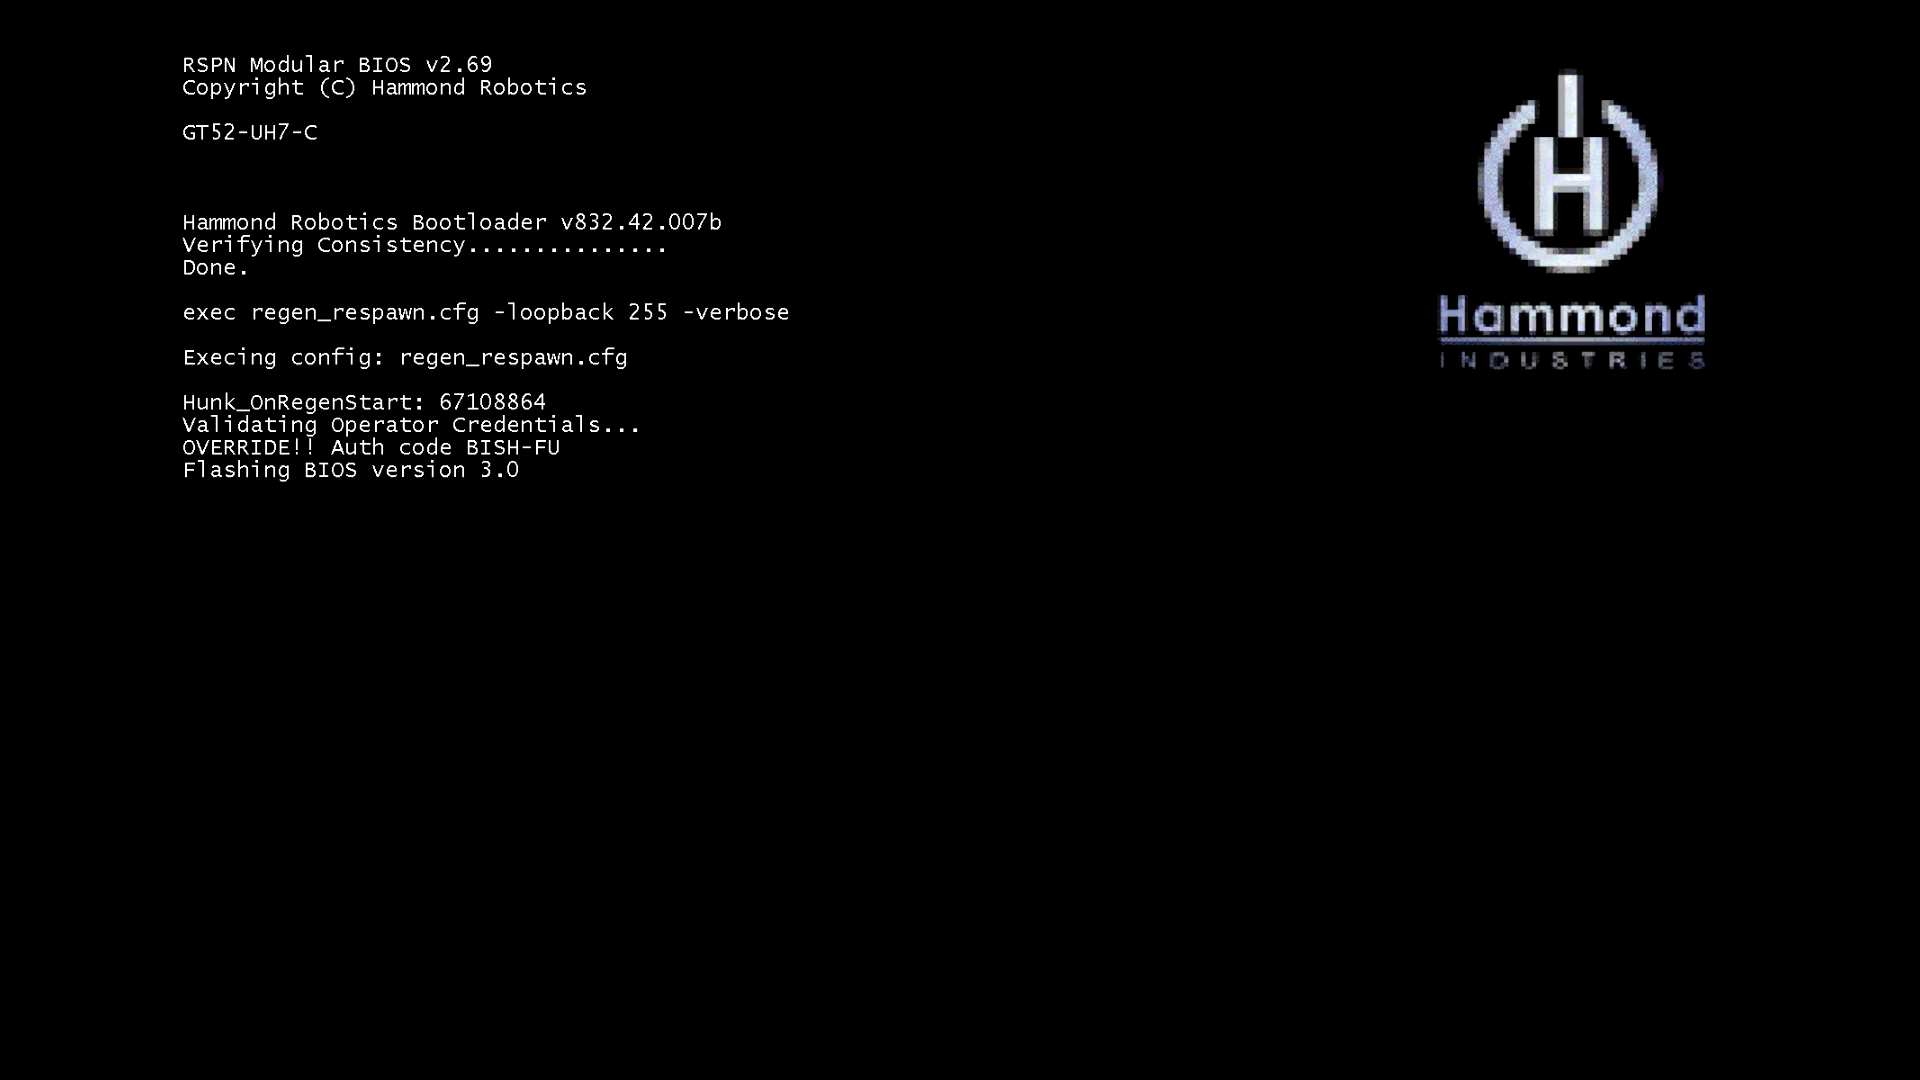 RSPN Modular BIOS v2.69
Copyright (C) Hammond Robotics
GT52-UH7-C
Hammond Robotics Bootloader v832.42.007b
Verifying Consistency...............
Done.
exec regen_respawn.cfg -loopback 255 -verbose
Execing config: regen_respawn.cfg
Hunk_OnRegenStart: 67108864
Validating Operator Credentials...
OVERRIDE!! Auth code BISH-FU
Flashing BIOS version 3.0
H
Hammond
INDUSTRIES